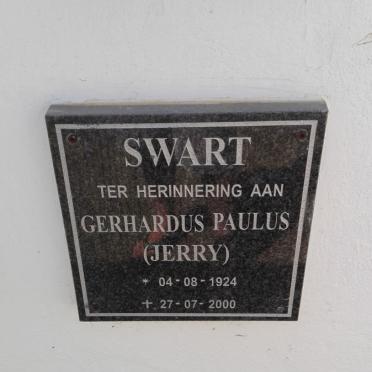 SWART
TER HERINNERING AAN
GERHARDUS PAULUS
(JERRY)
* 04-08-1924
+ 27-07-2000